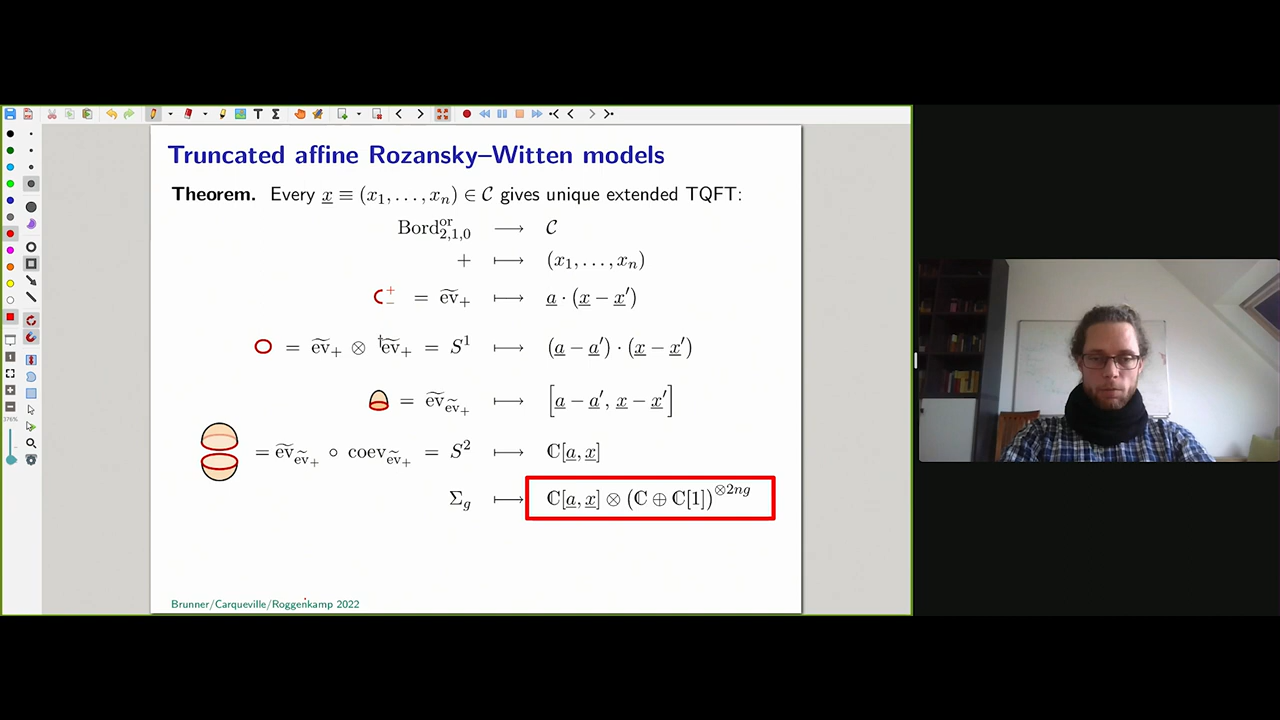 Truncated affine Rozansky–Witten models
Theorem. Every x ≡ (x₁, . . . , xₙ) ∈ 𝒞 gives unique extended TQFT:
Bord^{or}_{2,1,0} ⟶ 𝒞
+ ⟼ (x₁, . . . , xₙ)
+ − = ẽv₊ ⟼ a · (x − x′)
= ẽv₊ ⊗ †ẽv₊ = S¹ ⟼ (a − a′) · (x − x′)
= ẽv_{ẽv₊} ⟼ [a − a′, x − x′]
= ẽv_{ẽv₊} ∘ coev_{ẽv₊} = S² ⟼ ℂ[a, x]
Σ_g ⟼ ℂ[a, x] ⊗ (ℂ ⊕ ℂ[1])^{⊗2ng}
Brunner/Carqueville/Roggenkamp 2022